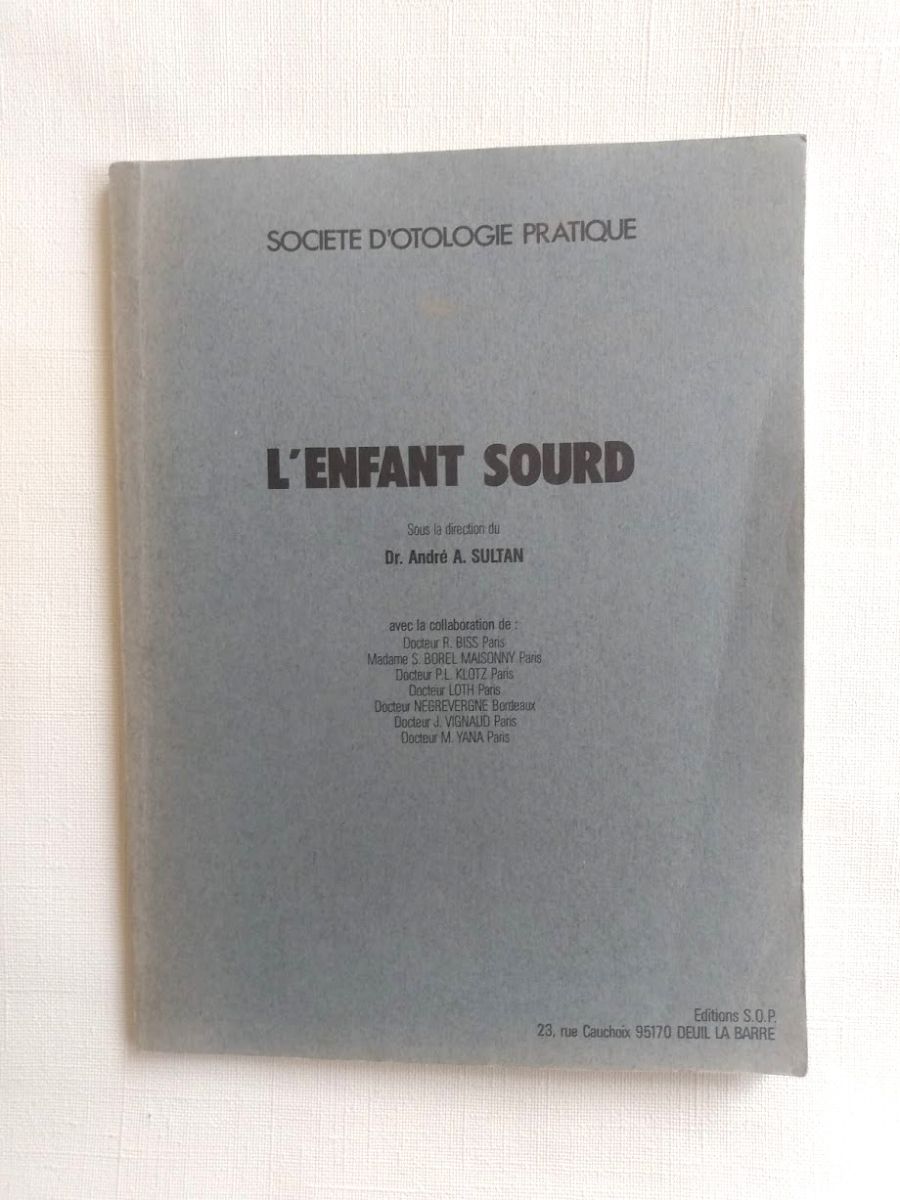 SOCIETE D'OTOLOGIE PRATIQUE
L'ENFANT SOURD
Sous la direction du
Dr. André A. SULTAN
avec la collaboration de :
Docteur R. BISS Paris
Madame S. BOREL MAISONNY Paris
Docteur P.L. KLOTZ Paris
Docteur LOTH Paris
Docteur NEGREVERGNE Bordeaux
Docteur J. VIGNAUD Paris
Docteur M. YANA Paris
Editions S.O.P.
23, rue Cauchoix 95170 DEUIL LA BARRE